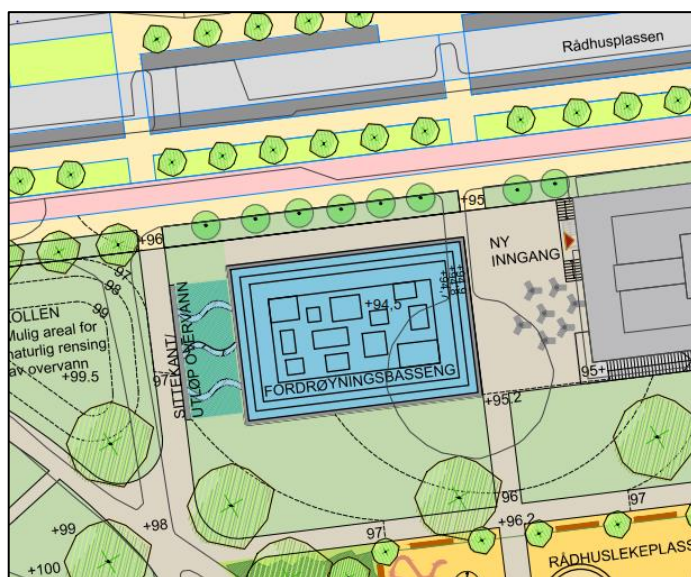 Rådhusplassen
+95
+96
NY
INNGANG
97
98
99
KOLLEN
Mulig areal for
naturlig rensing
av overvann
+99.5
97
SITTEKANT/
UTLØP OVERVANN
+94,5
FORDRØYNINGSBASSENG
95+
+95.2
96
97
+96.2
97
+98
+99
+100
RÅDHUSLEKEPLASS